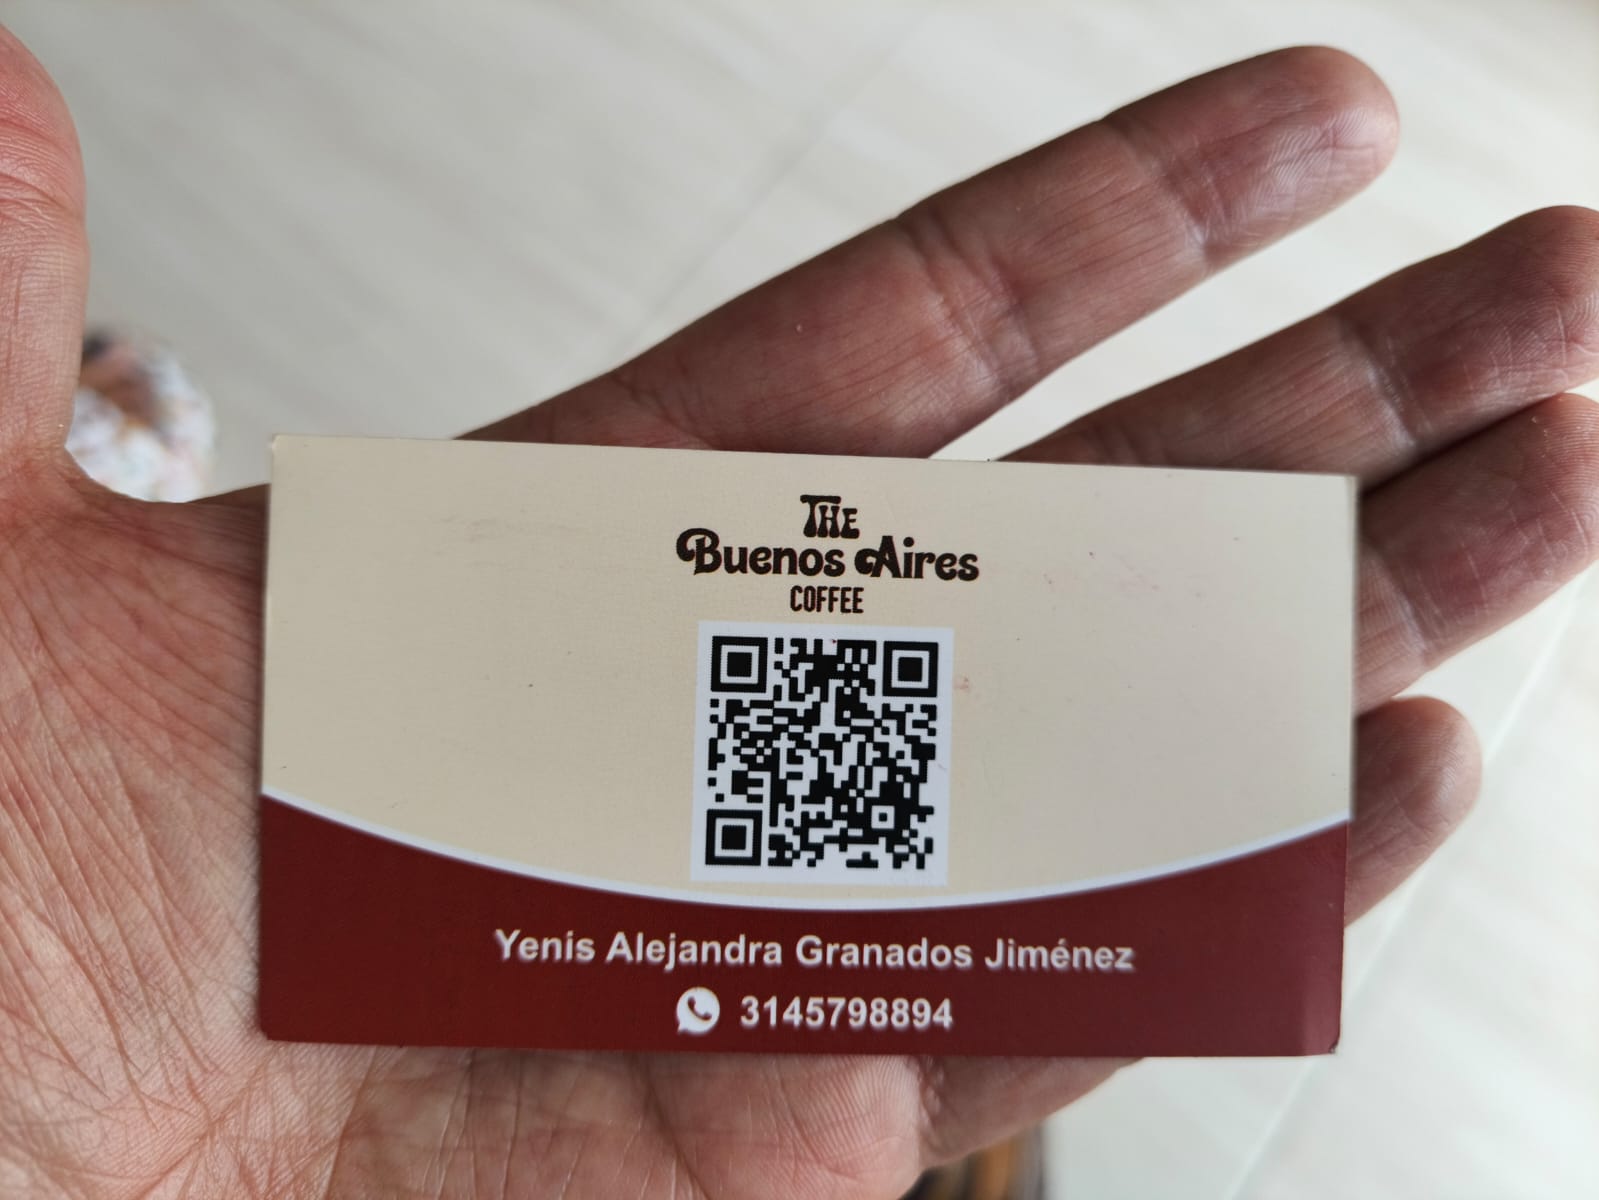 THE
Buenos Aires
COFFEE
Yenis Alejandra Granados Jiménez
3145798894